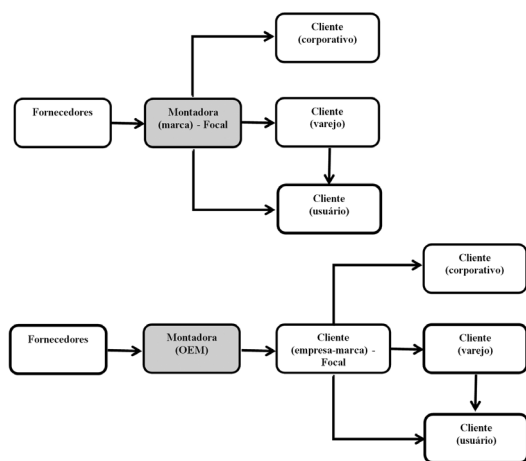 Cliente
(corporativo)
Fornecedores
Montadora
(marca) - Focal
Cliente
(varejo)
Cliente
(usuário)
Cliente
(corporativo)
Fornecedores
Montadora
(OEM)
Cliente
(empresa-marca) -
Focal
Cliente
(varejo)
Cliente
(usuário)